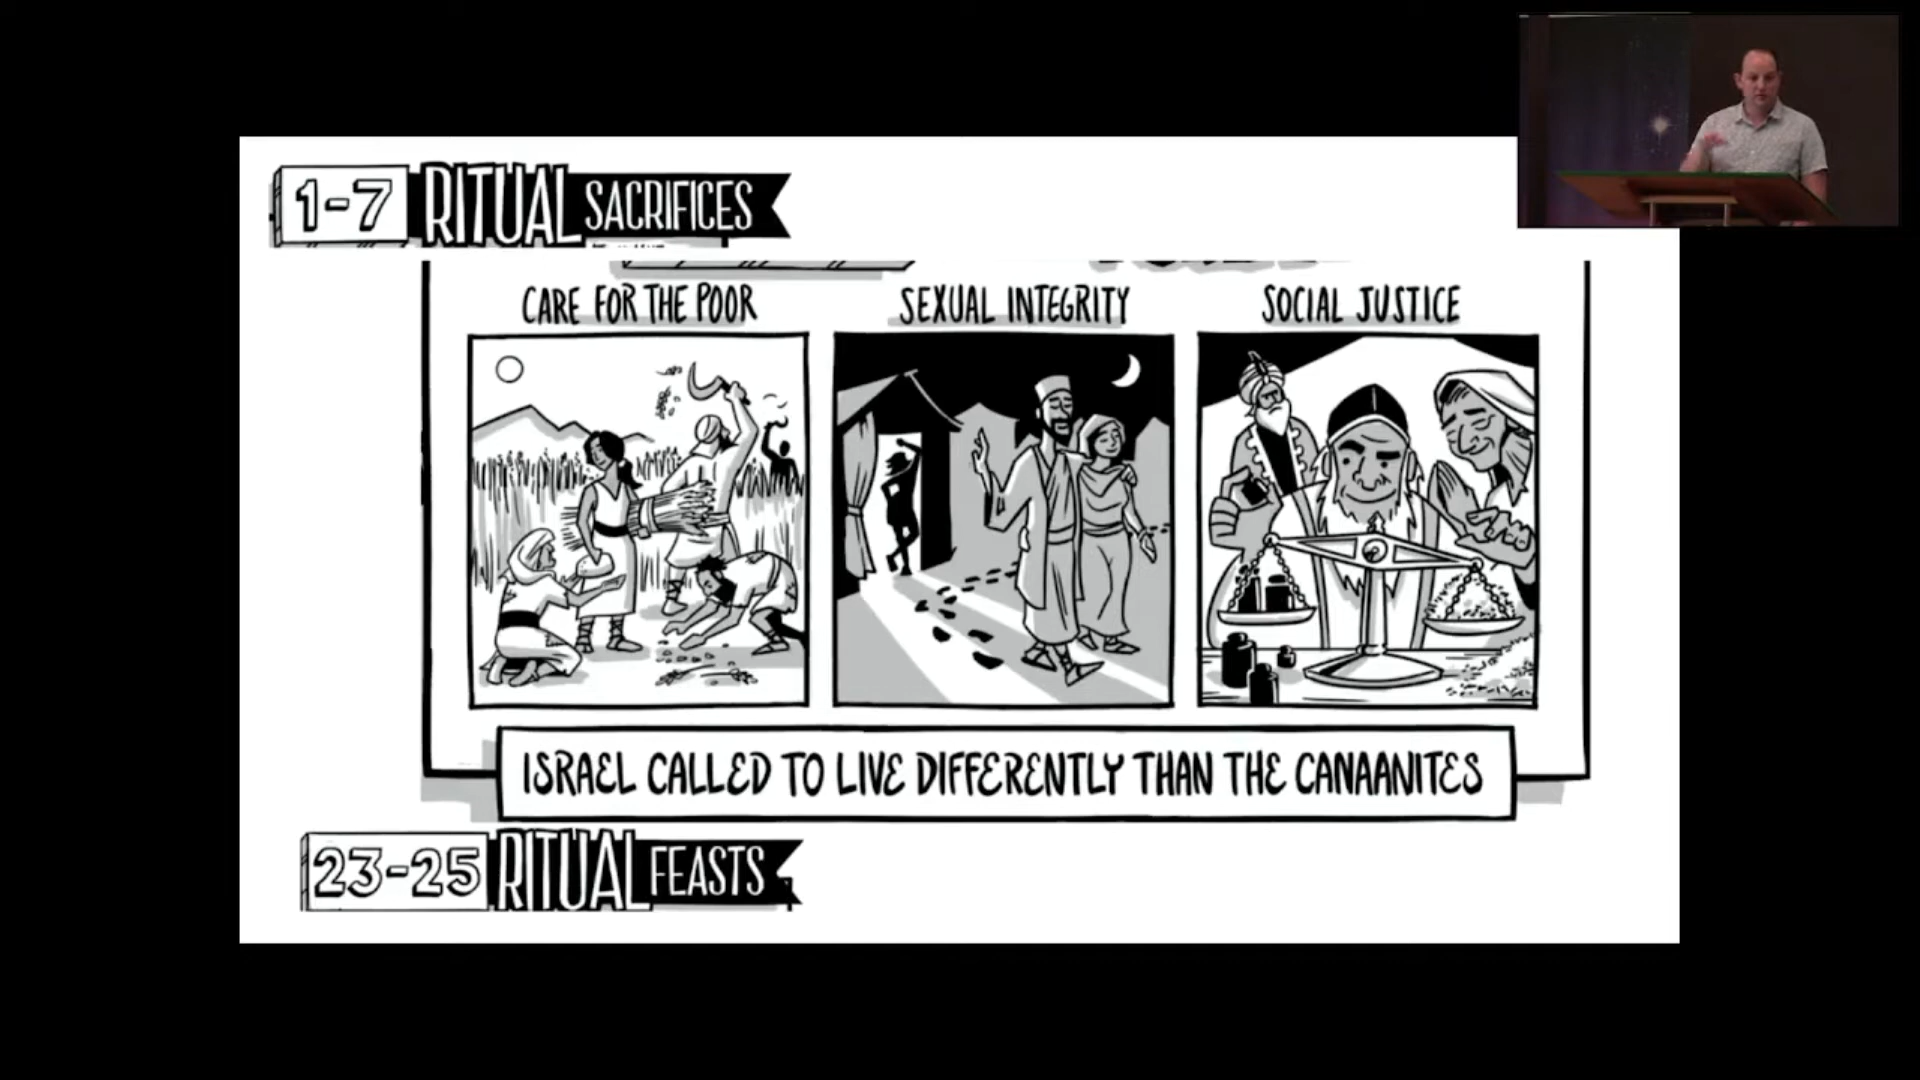 1-7 RITUAL SACRIFICES
CARE FOR THE POOR
SEXUAL INTEGRITY
SOCIAL JUSTICE
ISRAEL CALLED TO LIVE DIFFERENTLY THAN THE CANAANITES
23-25 RITUAL FEASTS